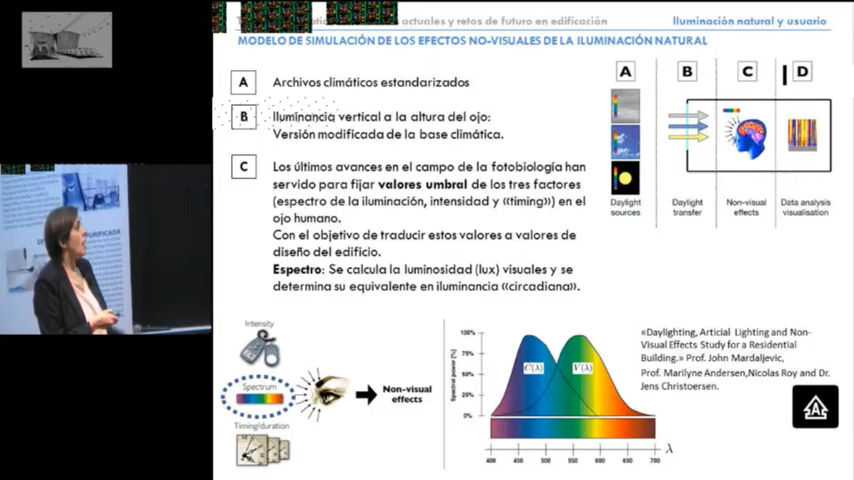 actuales y retos de futuro en edificación
Iluminación natural y usuario
MODELO DE SIMULACIÓN DE LOS EFECTOS NO-VISUALES DE LA ILUMINACIÓN NATURAL
A
Archivos climáticos estandarizados
B
Iluminancia vertical a la altura del ojo:
Versión modificada de la base climática.
C
Los últimos avances en el campo de la fotobiología han
servido para fijar valores umbral de los tres factores
(espectro de la iluminación, intensidad y «timing») en el
ojo humano.
Con el objetivo de traducir estos valores a valores de
diseño del edificio.
Espectro: Se calcula la luminosidad (lux) visuales y se
determina su equivalente en iluminancia «circadiana».
A B C D
Daylight
sources
Daylight
transfer
Non-visual
effects
Data analysis
visualisation
Intensity
Spectrum
Timing/duration
Non-visual
effects
Spectral power [%]
100%
75%
50%
25%
0%
C(λ) V(λ)
400 450 500 550 600 650 700 λ
«Daylighting, Articial Lighting and Non-
Visual Effects Study for a Residential
Building.» Prof. John Mardaljevic,
Prof. Marilyne Andersen,Nicolas Roy and Dr.
Jens Christoersen.
PURIFICADA